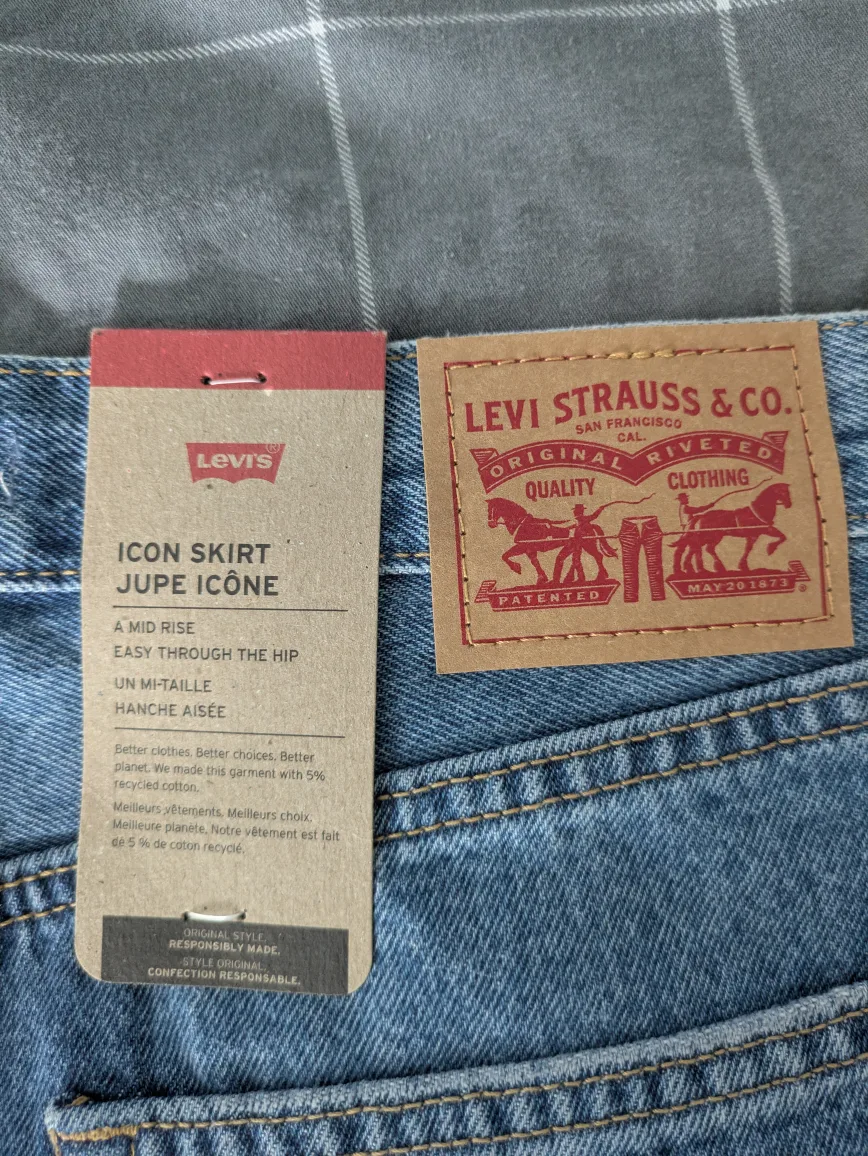 Levi's®
ICON SKIRT
JUPE ICÔNE
A MID RISE
EASY THROUGH THE HIP
UN MI-TAILLE
HANCHE AISÉE
Better clothes. Better choices. Better
planet. We made this garment with 5%
recycled cotton.
Meilleurs vêtements. Meilleurs choix.
Meilleure planète. Notre vêtement est fait
de 5 % de coton recyclé.
ORIGINAL STYLE.
RESPONSIBLY MADE.
STYLE ORIGINAL.
CONFECTION RESPONSABLE.
LEVI STRAUSS & CO.
SAN FRANCISCO
CAL.
ORIGINAL RIVETED
QUALITY CLOTHING
PATENTED MAY 20 1873 ®